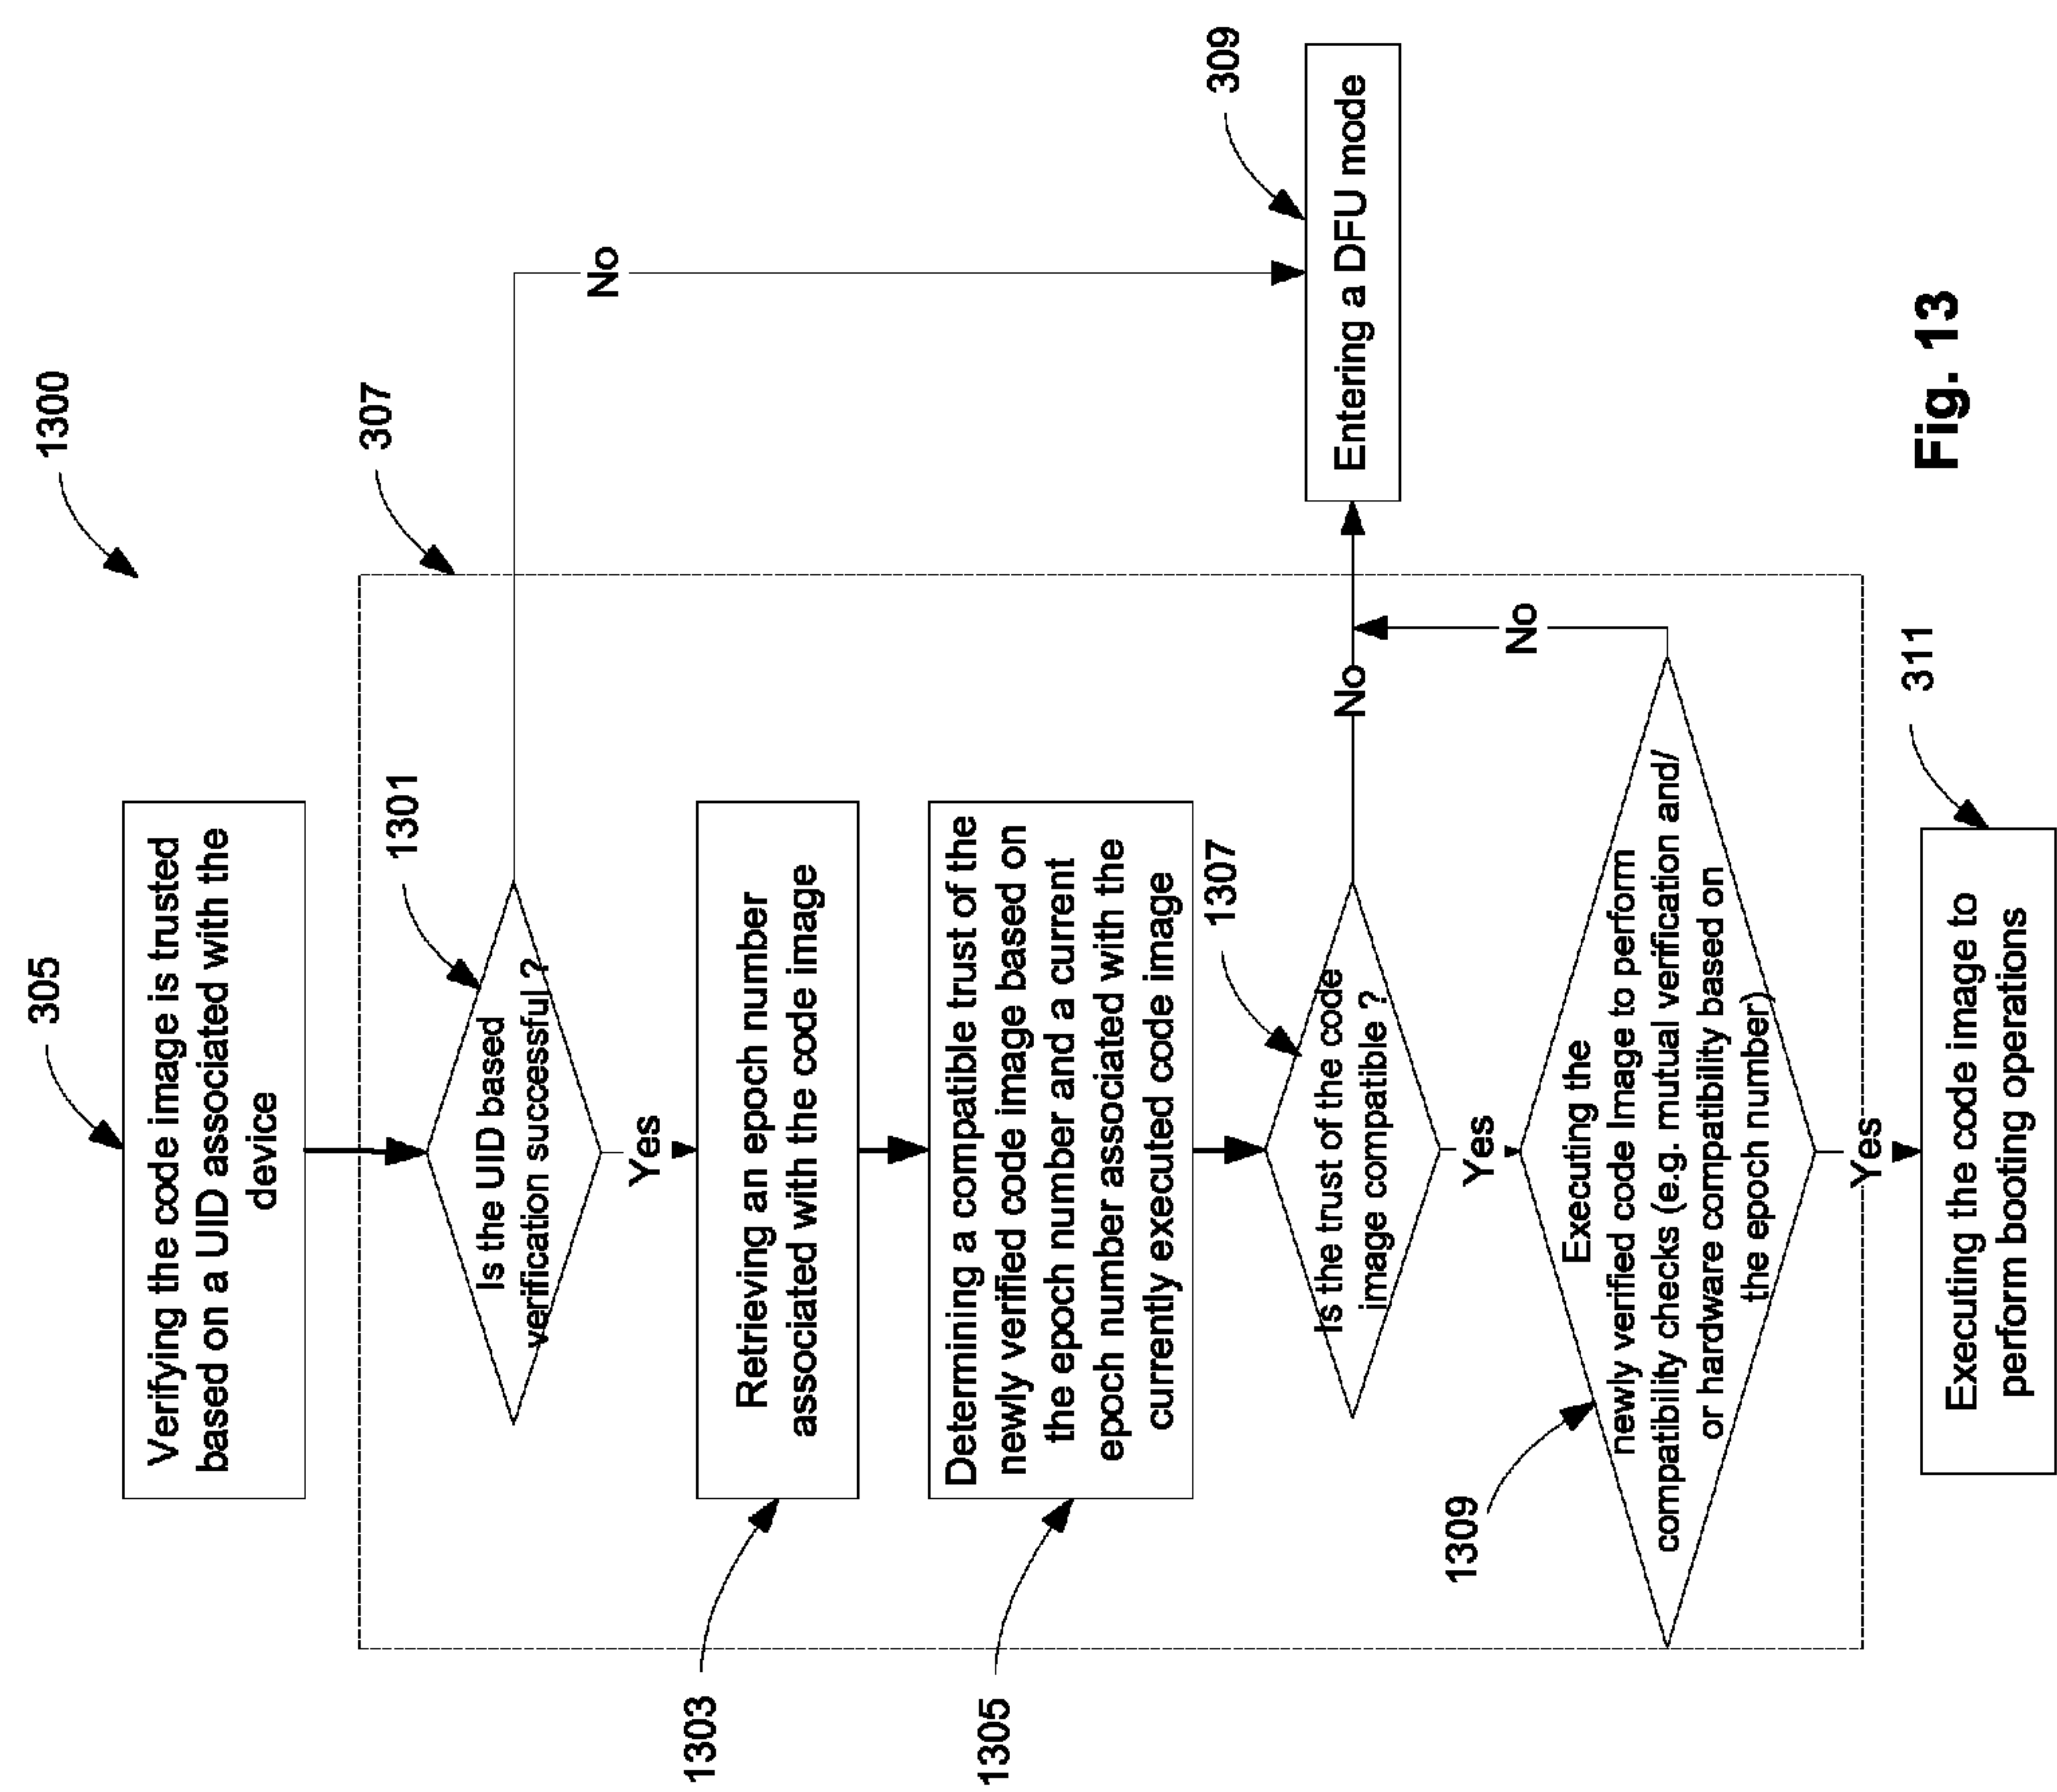 1300
305
Verifying the code image is trusted
based on a UID associated with the
device
307
1301
Is the UID based
verification successful ?
No
Yes
1303
Retrieving an epoch number
associated with the code image
1305
Determining a compatible trust of the
newly verified code image based on
the epoch number and a current
epoch number associated with the
currently executed code image
1307
Is the trust of the code
image compatible ?
No
309
Entering a DFU mode
Yes
1309
Executing the
newly verified code Image to perform
compatibility checks (e.g. mutual verification and/
or hardware compatibility based on
the epoch number)
No
Yes
311
Executing the code image to
perform booting operations
Fig. 13